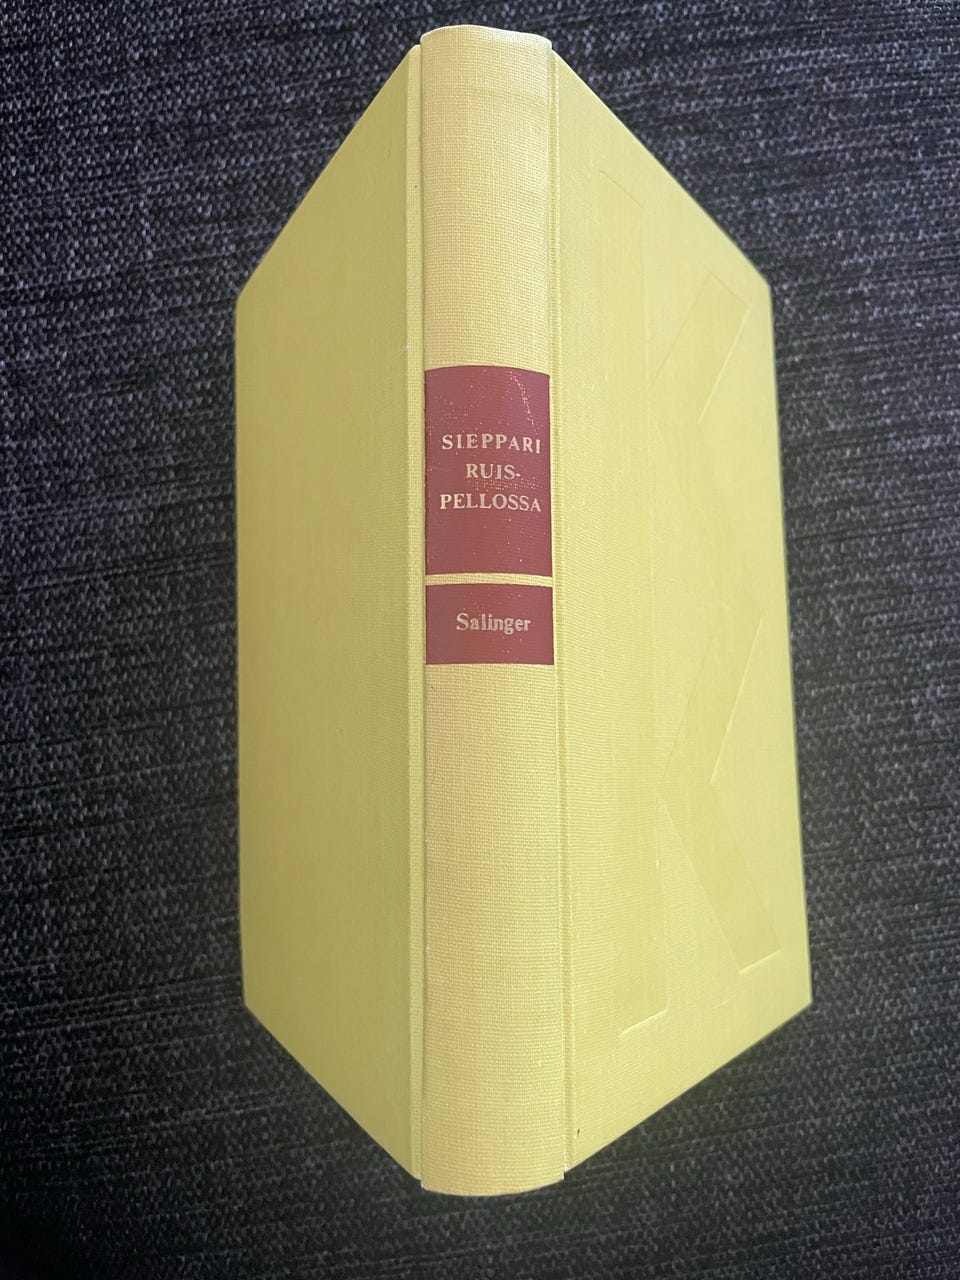 SIEPPARI
RUIS-
PELLOSSA
Salinger